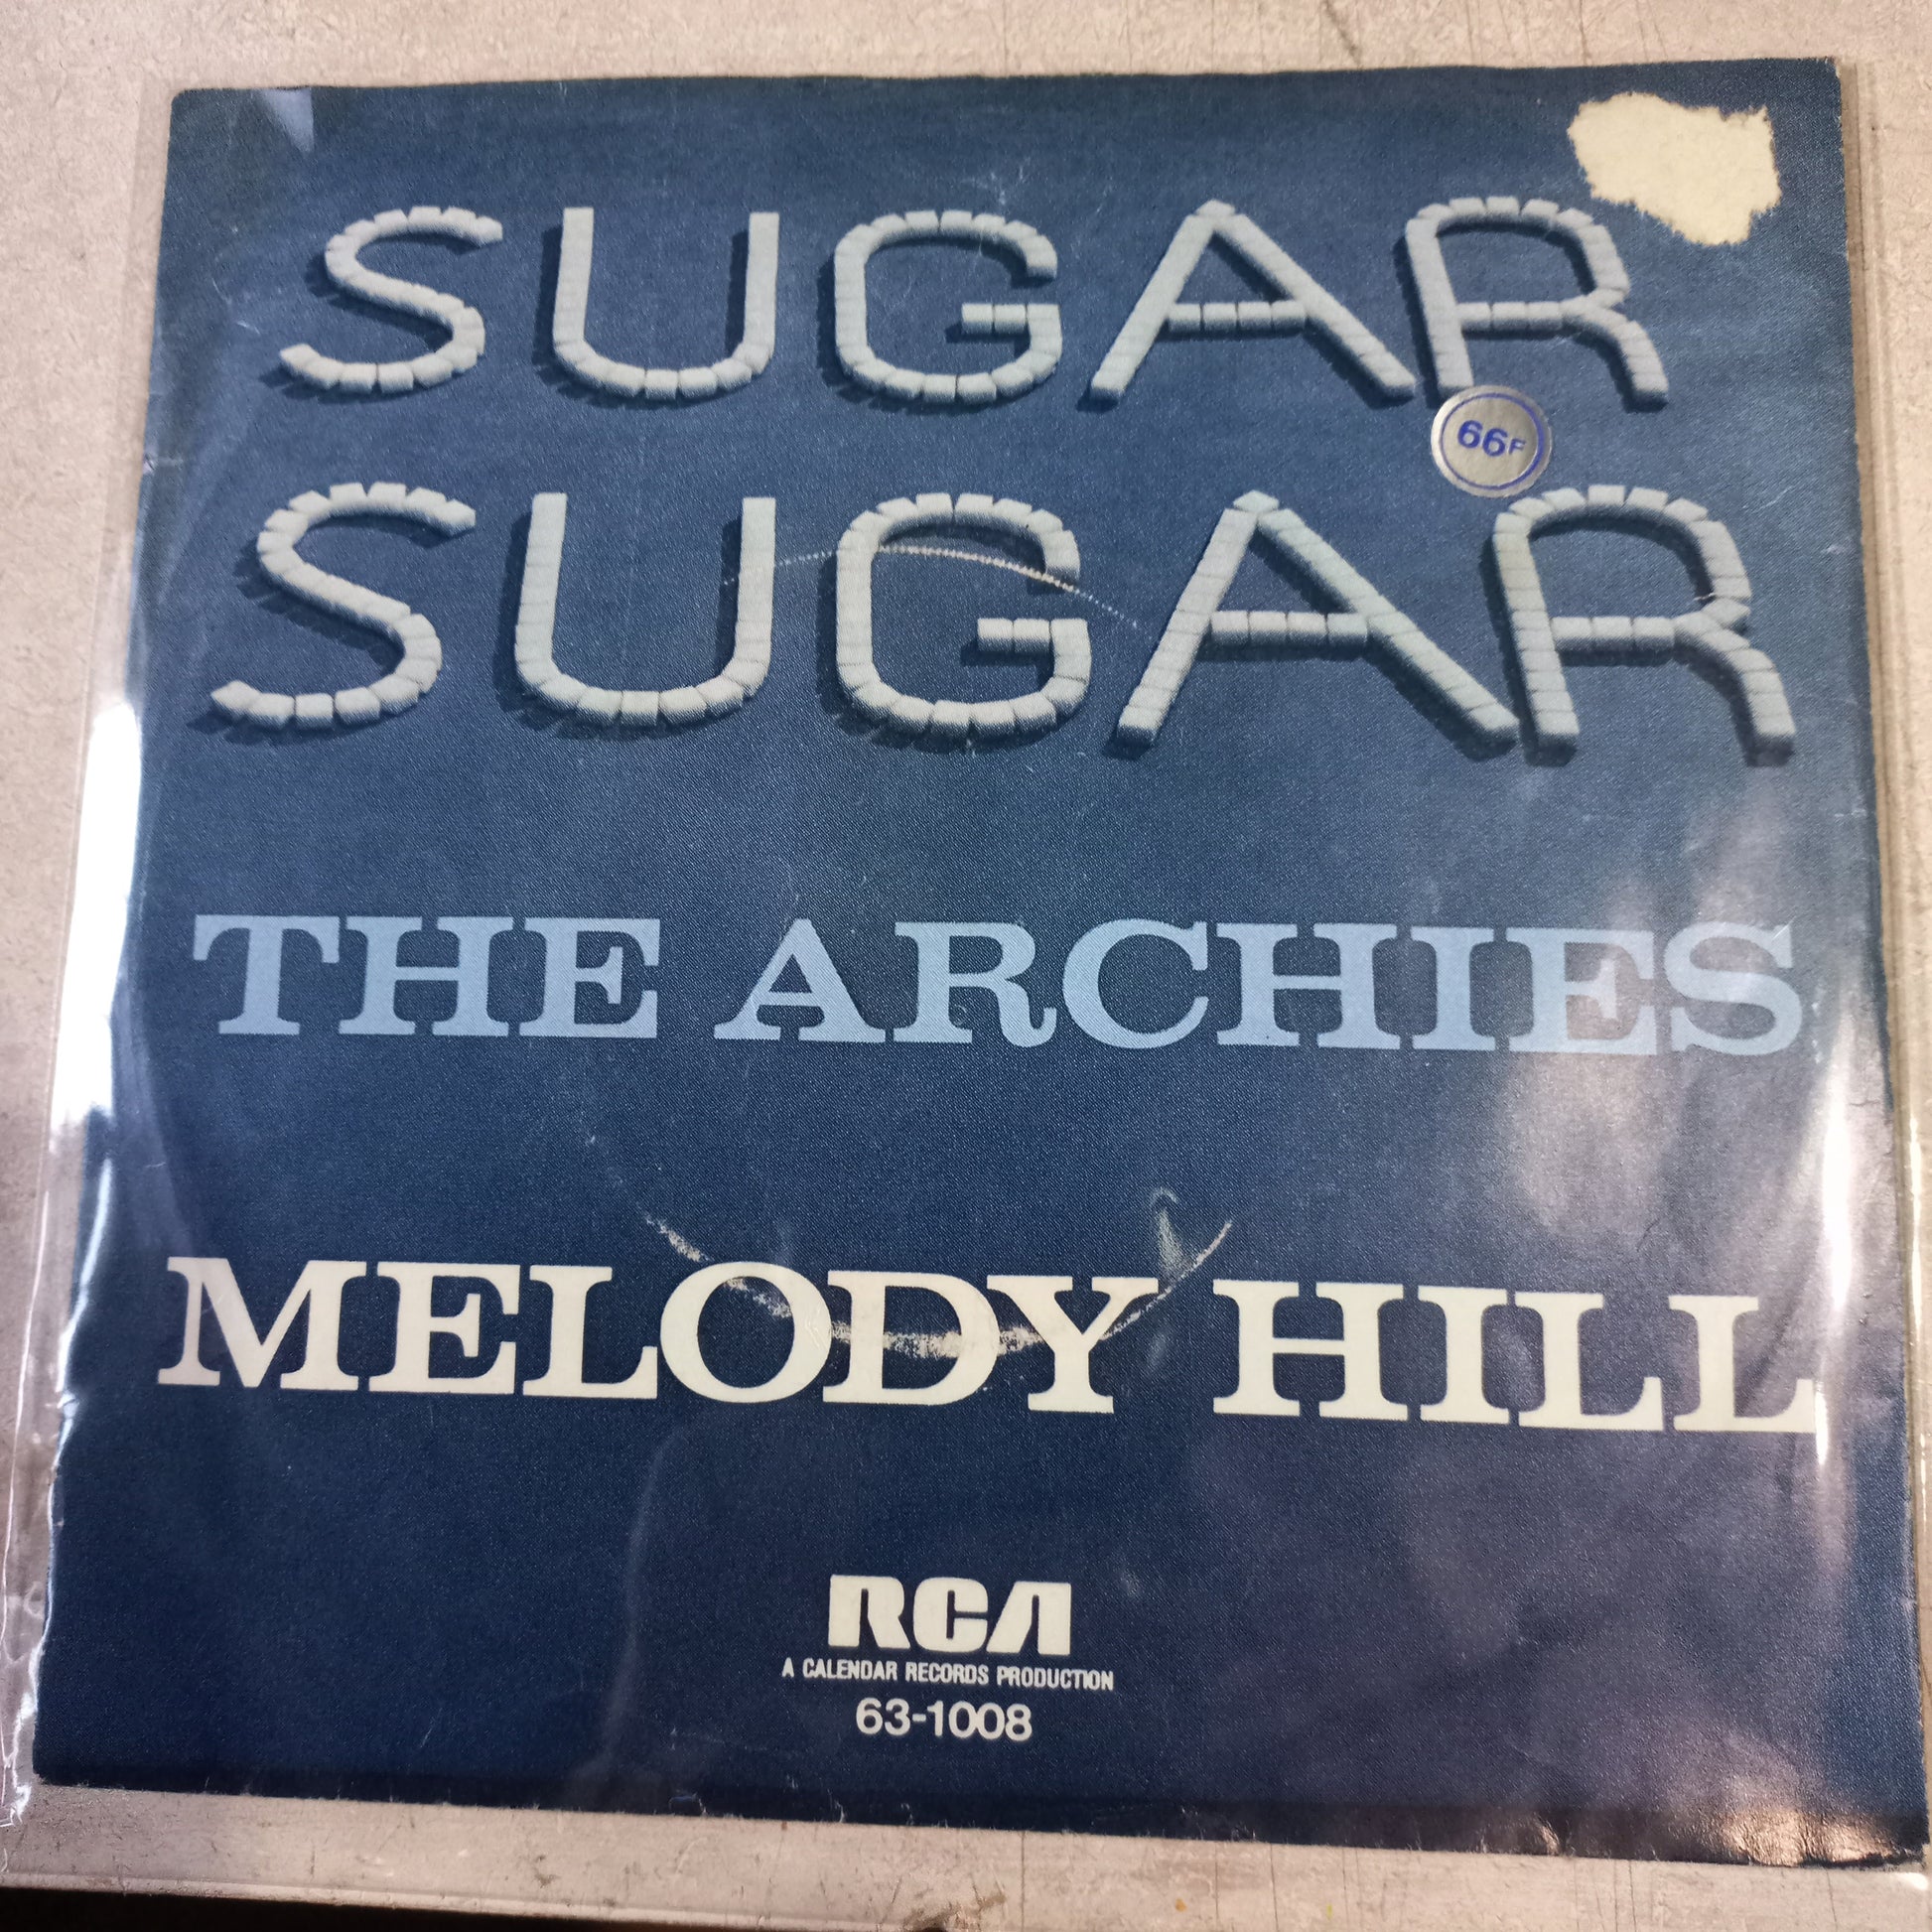 SUGAR
66F
SUGAR
THE ARCHIES
MELODY HILL
RCA
A CALENDAR RECORDS PRODUCTION
63-1008